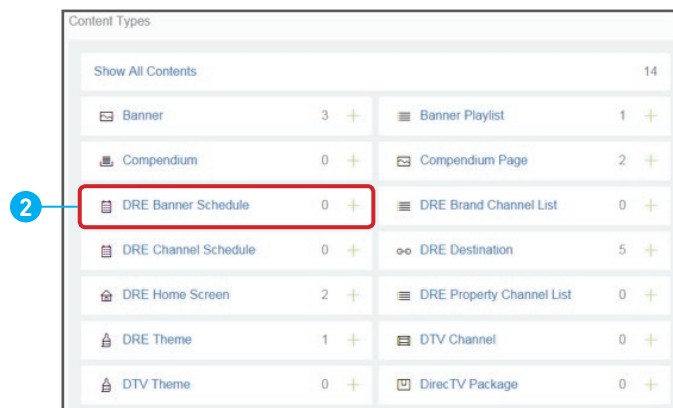 Content Types
Show All Contents 14
Banner 3 + Banner Playlist 1 +
Compendium 0 + Compendium Page 2 +
2 DRE Banner Schedule 0 + DRE Brand Channel List 0 +
DRE Channel Schedule 0 + DRE Destination 5 +
DRE Home Screen 2 + DRE Property Channel List 0 +
DRE Theme 1 + DTV Channel 0 +
DTV Theme 0 + DirecTV Package 0 +